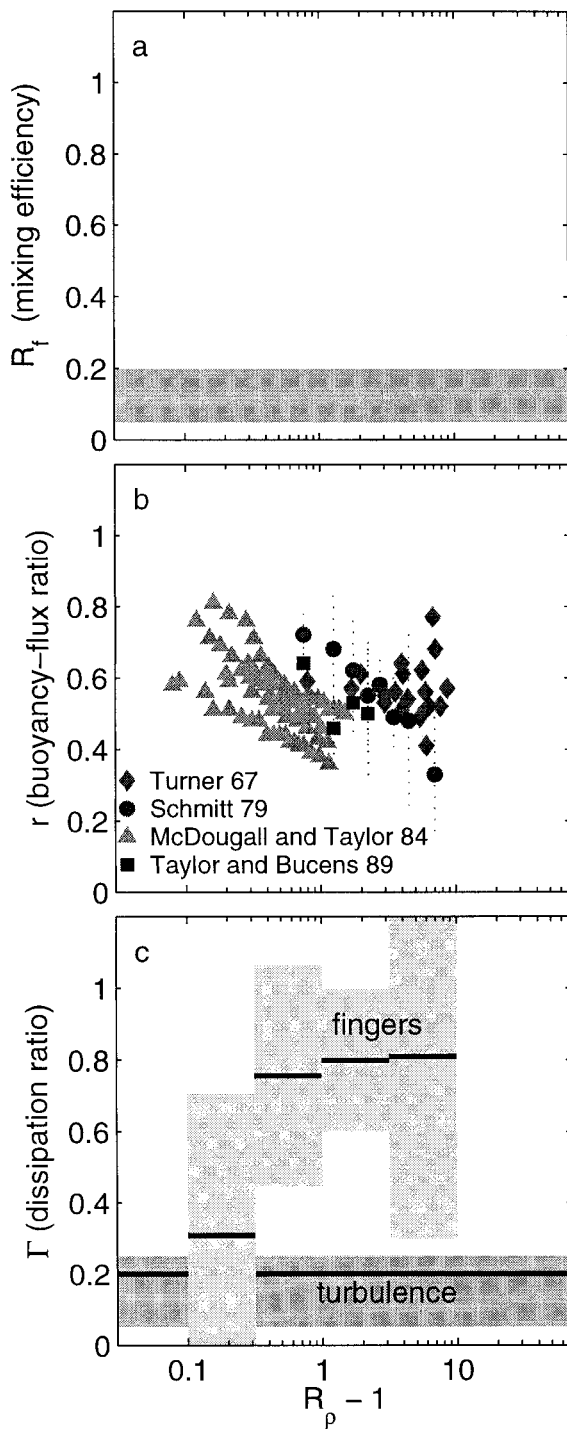 a
1
0.8
0.6
0.4
0.2
0
R_f (mixing efficiency)
b
1
0.8
0.6
0.4
0.2
0
r (buoyancy-flux ratio)
Turner 67
Schmitt 79
McDougall and Taylor 84
Taylor and Bucens 89
c
1
0.8
0.6
0.4
0.2
0
Γ (dissipation ratio)
fingers
turbulence
0.1 1 10
R_ρ − 1